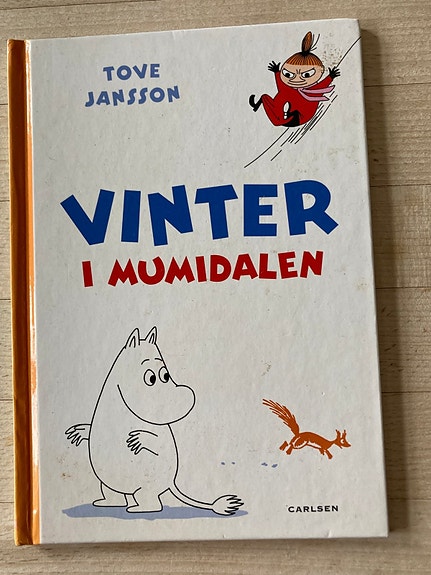 TOVE
JANSSON
VINTER
I MUMIDALEN
CARLSEN